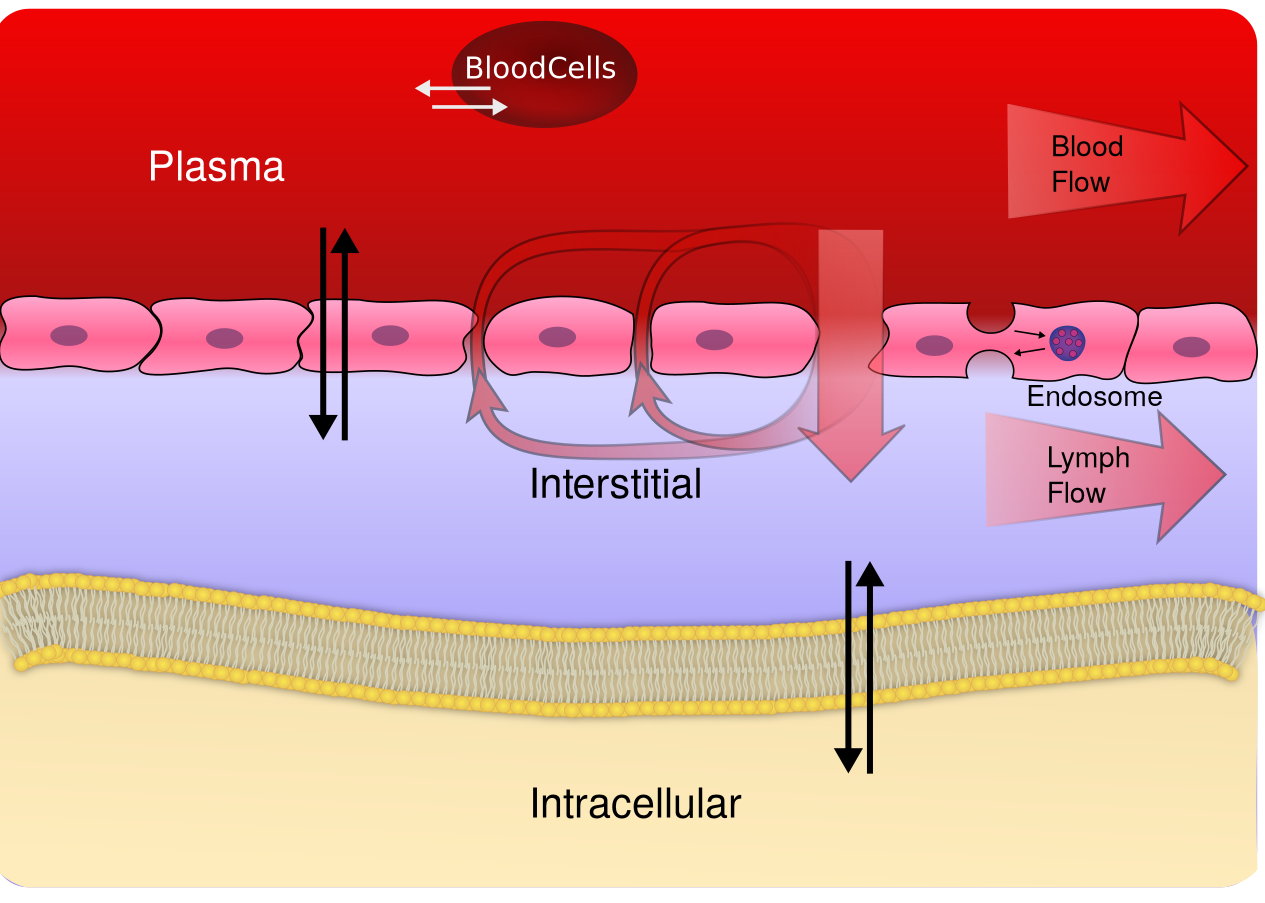 BloodCells
Plasma
Blood
Flow
Endosome
Lymph
Flow
Interstitial
Intracellular